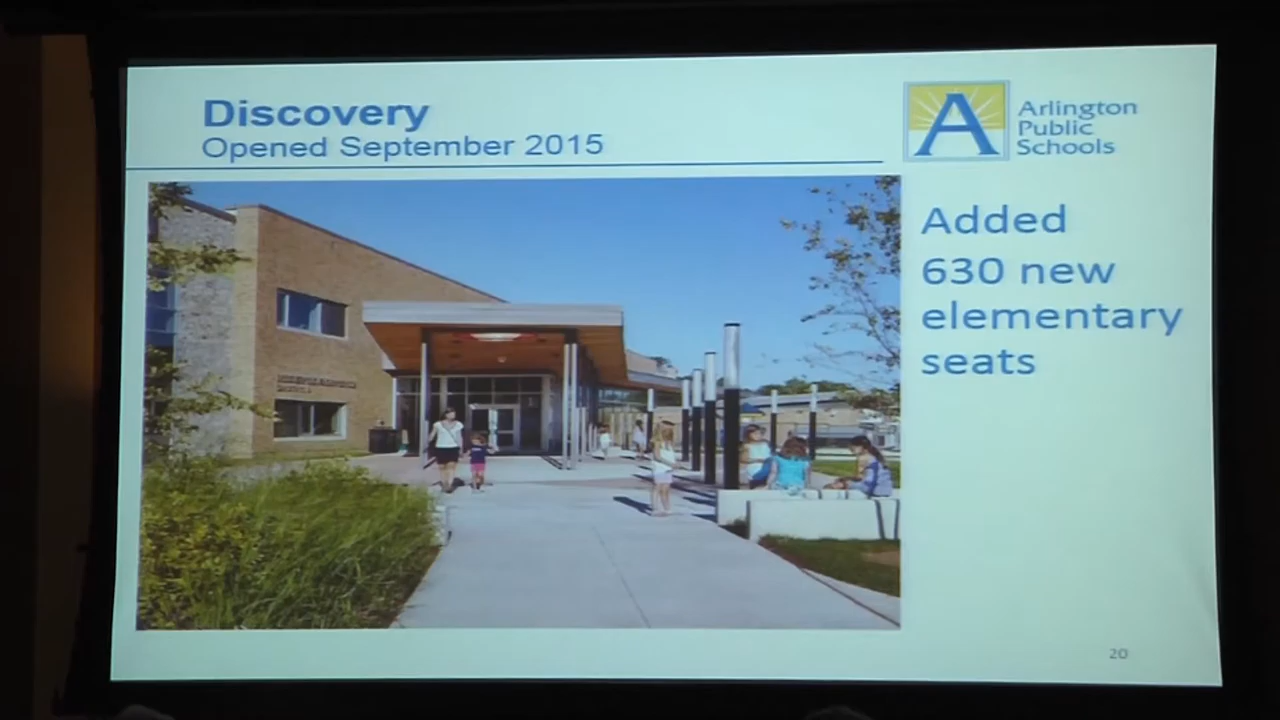 Discovery
Opened September 2015
A
Arlington
Public
Schools
Added
630 new
elementary
seats
20